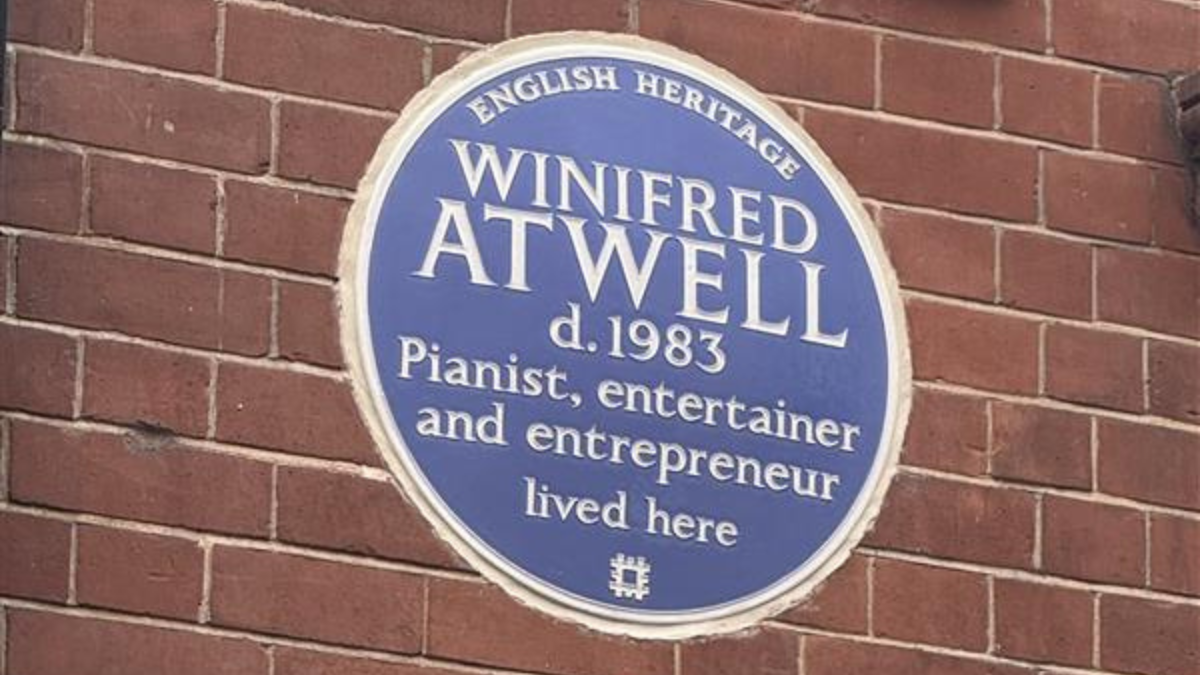 ENGLISH HERITAGE
WINIFRED
ATWELL
d. 1983
Pianist, entertainer
and entrepreneur
lived here